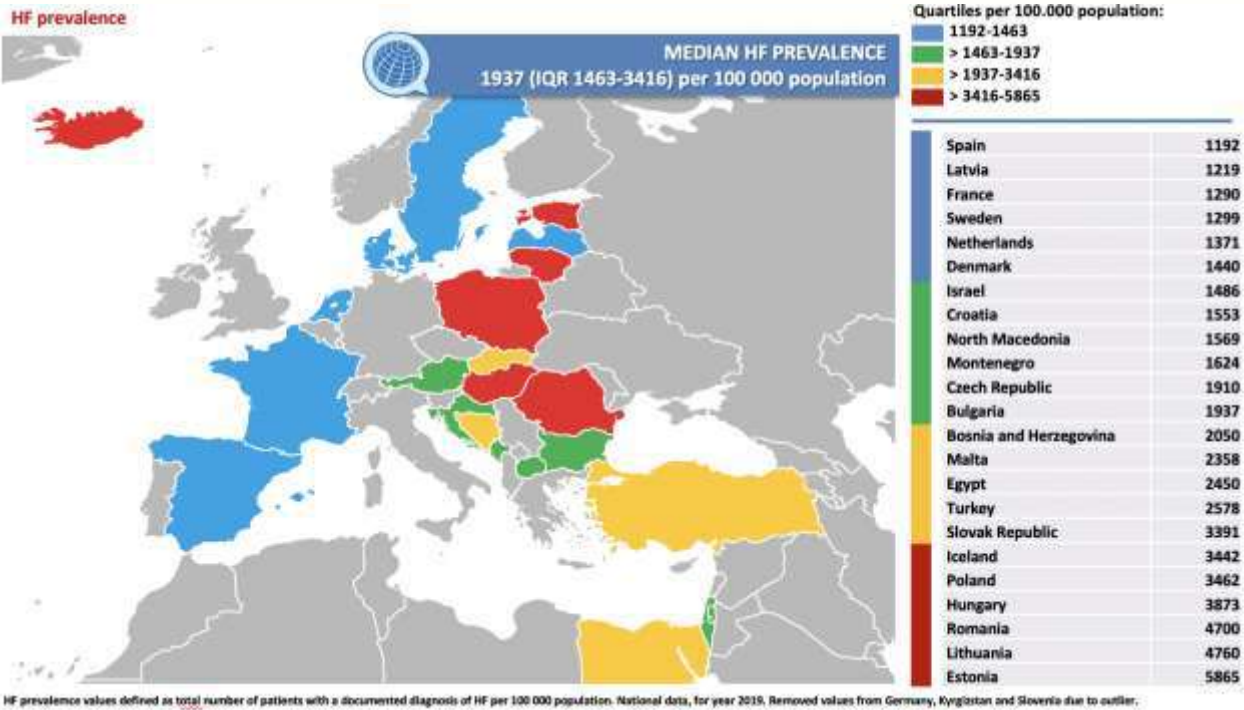 HF prevalence
MEDIAN HF PREVALENCE
1937 (IQR 1463-3416) per 100 000 population
Quartiles per 100.000 population:
1192-1463
> 1463-1937
> 1937-3416
> 3416-5865
Spain 1192
Latvia 1219
France 1290
Sweden 1299
Netherlands 1371
Denmark 1440
Israel 1486
Croatia 1553
North Macedonia 1569
Montenegro 1624
Czech Republic 1910
Bulgaria 1937
Bosnia and Herzegovina 2050
Malta 2358
Egypt 2450
Turkey 2578
Slovak Republic 3391
Iceland 3442
Poland 3462
Hungary 3873
Romania 4700
Lithuania 4760
Estonia 5865
HF prevalence values defined as total number of patients with a documented diagnosis of HF per 100 000 population. National data, for year 2019. Removed values from Germany, Kyrgistan and Slovenia due to outlier.